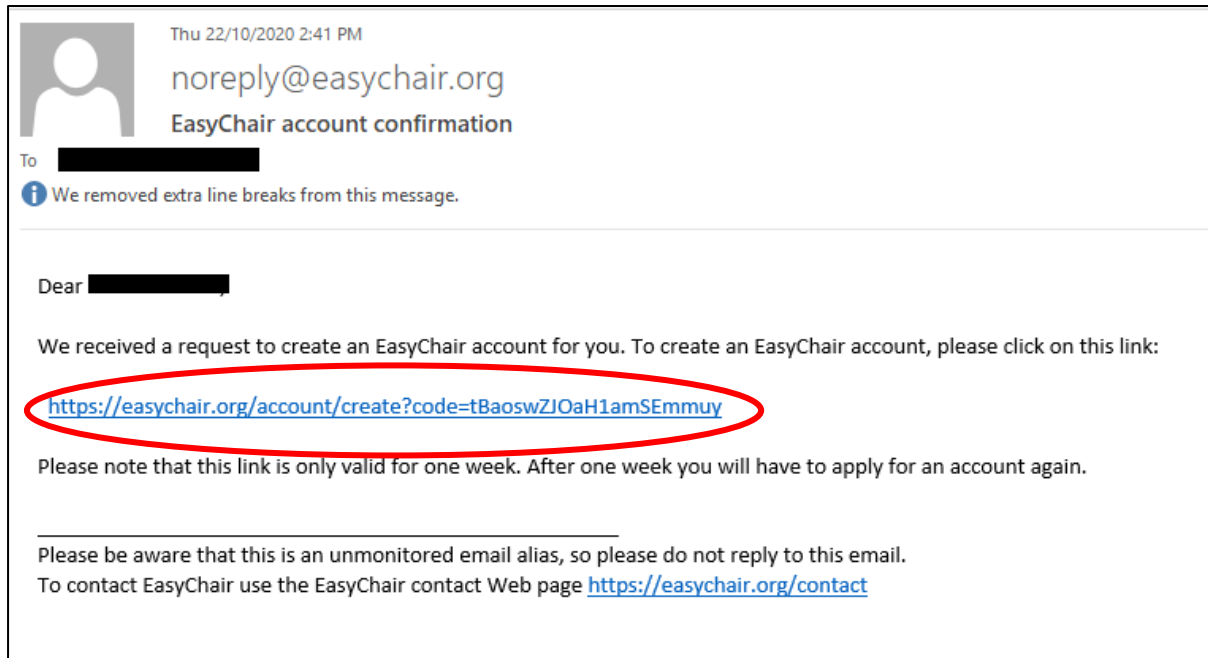 Thu 22/10/2020 2:41 PM
noreply@easychair.org
EasyChair account confirmation
To
We removed extra line breaks from this message.
Dear ,
We received a request to create an EasyChair account for you. To create an EasyChair account, please click on this link:
https://easychair.org/account/create?code=tBaoswZJOaH1amSEmmuy
Please note that this link is only valid for one week. After one week you will have to apply for an account again.
Please be aware that this is an unmonitored email alias, so please do not reply to this email.
To contact EasyChair use the EasyChair contact Web page https://easychair.org/contact